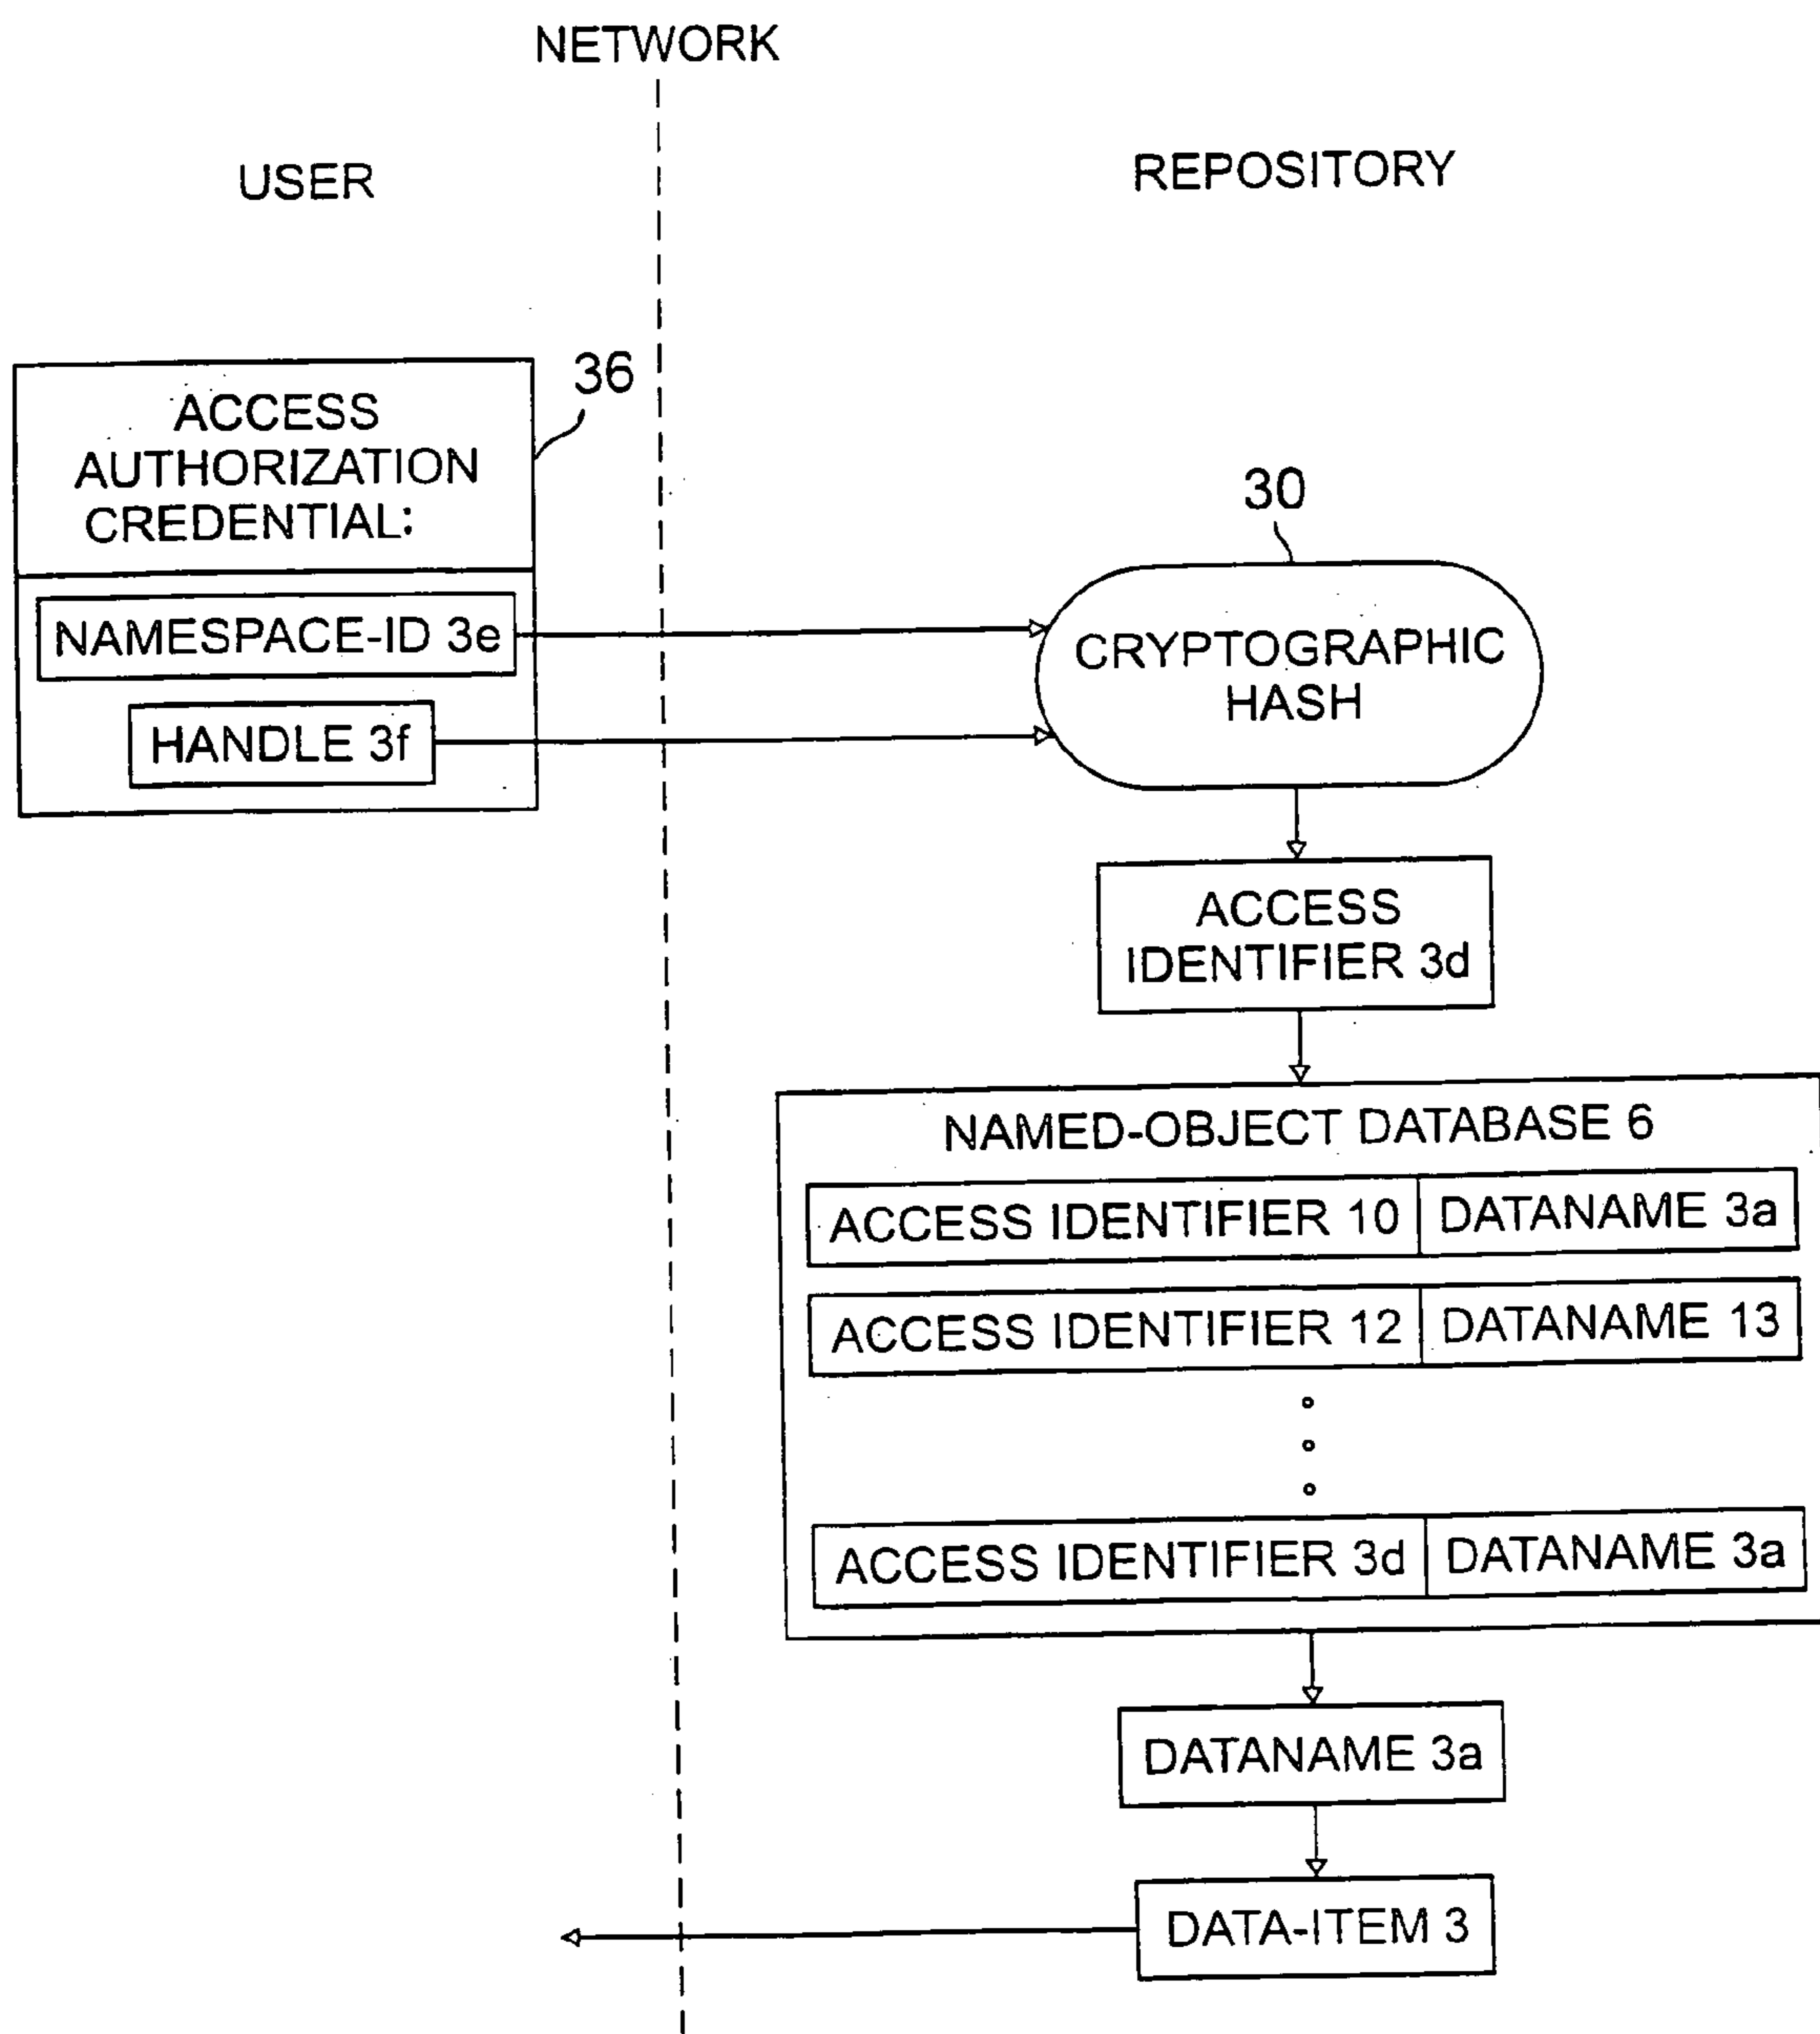 NETWORK
USER
REPOSITORY
36
ACCESS
AUTHORIZATION
CREDENTIAL:
NAMESPACE-ID 3e
HANDLE 3f
30
CRYPTOGRAPHIC
HASH
ACCESS
IDENTIFIER 3d
NAMED-OBJECT DATABASE 6
ACCESS IDENTIFIER 10 DATANAME 3a
ACCESS IDENTIFIER 12 DATANAME 13
ACCESS IDENTIFIER 3d DATANAME 3a
DATANAME 3a
DATA-ITEM 3